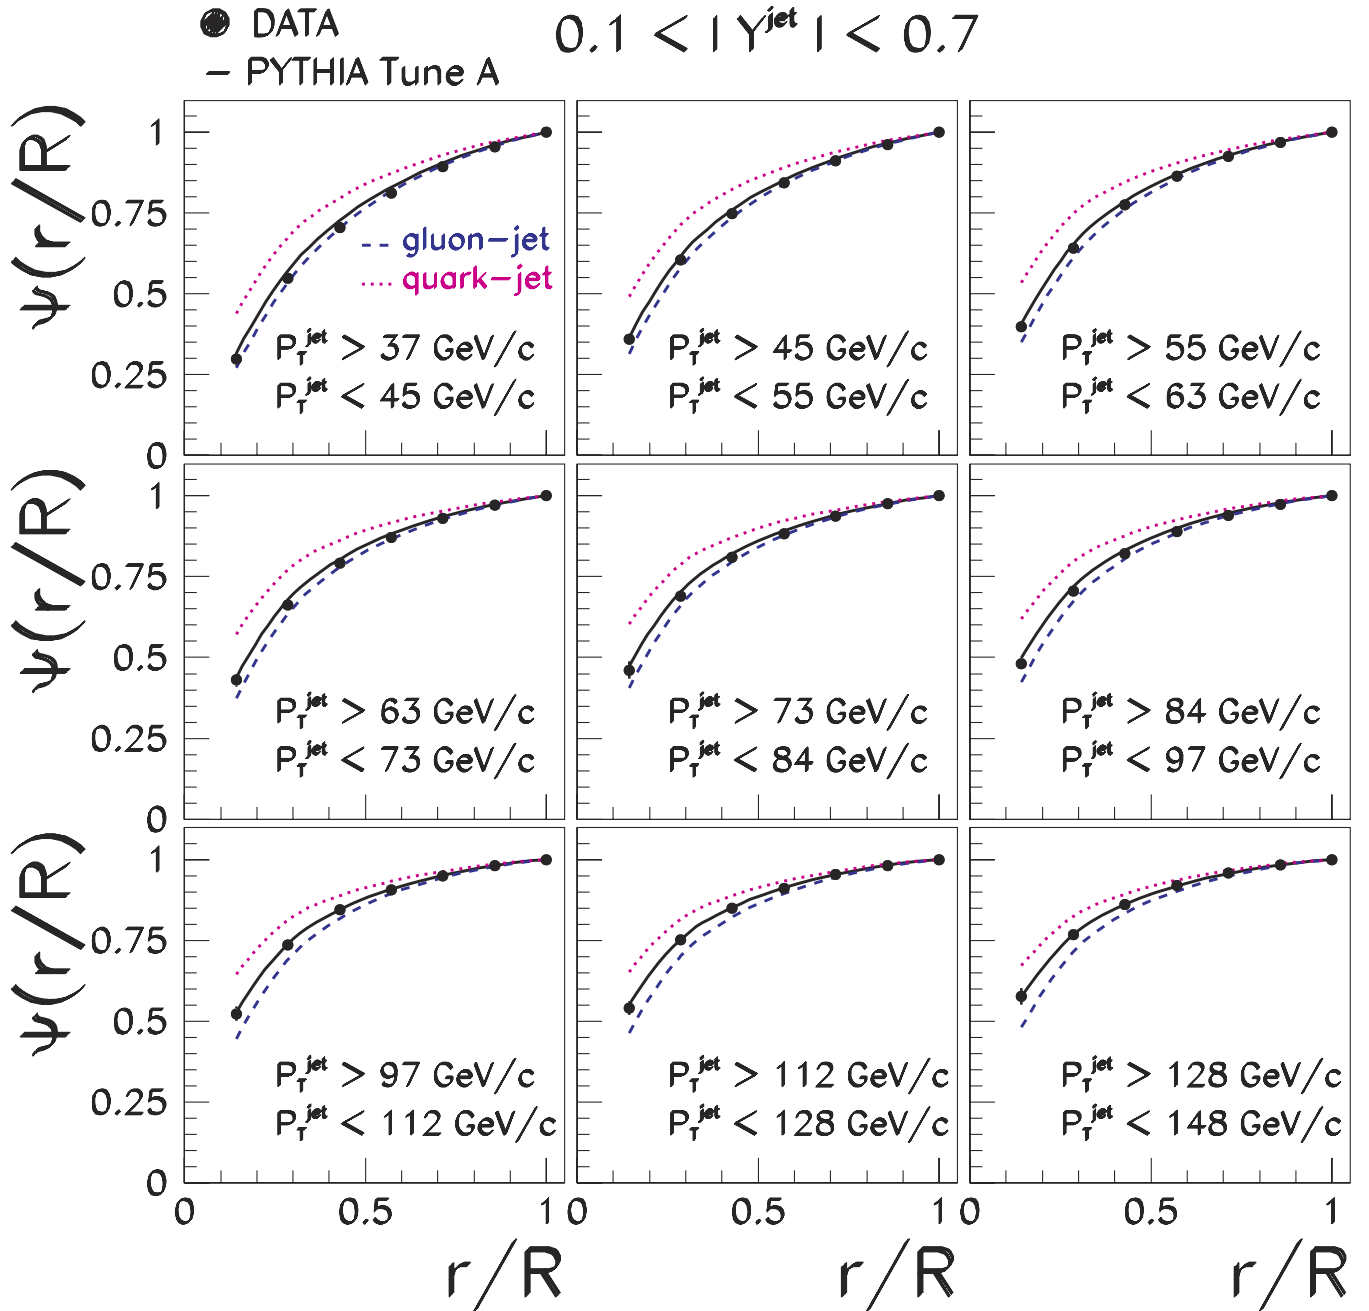 DATA
0.1 < | Y^jet | < 0.7
– PYTHIA Tune A
ψ(r/R)
1
0.75
0.5
0.25
0
gluon-jet
quark-jet
P_T^jet > 37 GeV/c
P_T^jet < 45 GeV/c
P_T^jet > 45 GeV/c
P_T^jet < 55 GeV/c
P_T^jet > 55 GeV/c
P_T^jet < 63 GeV/c
ψ(r/R)
1
0.75
0.5
0.25
0
P_T^jet > 63 GeV/c
P_T^jet < 73 GeV/c
P_T^jet > 73 GeV/c
P_T^jet < 84 GeV/c
P_T^jet > 84 GeV/c
P_T^jet < 97 GeV/c
ψ(r/R)
1
0.75
0.5
0.25
0
P_T^jet > 97 GeV/c
P_T^jet < 112 GeV/c
P_T^jet > 112 GeV/c
P_T^jet < 128 GeV/c
P_T^jet > 128 GeV/c
P_T^jet < 148 GeV/c
0 0.5 1 0 0.5 1 0 0.5 1
r/R r/R r/R